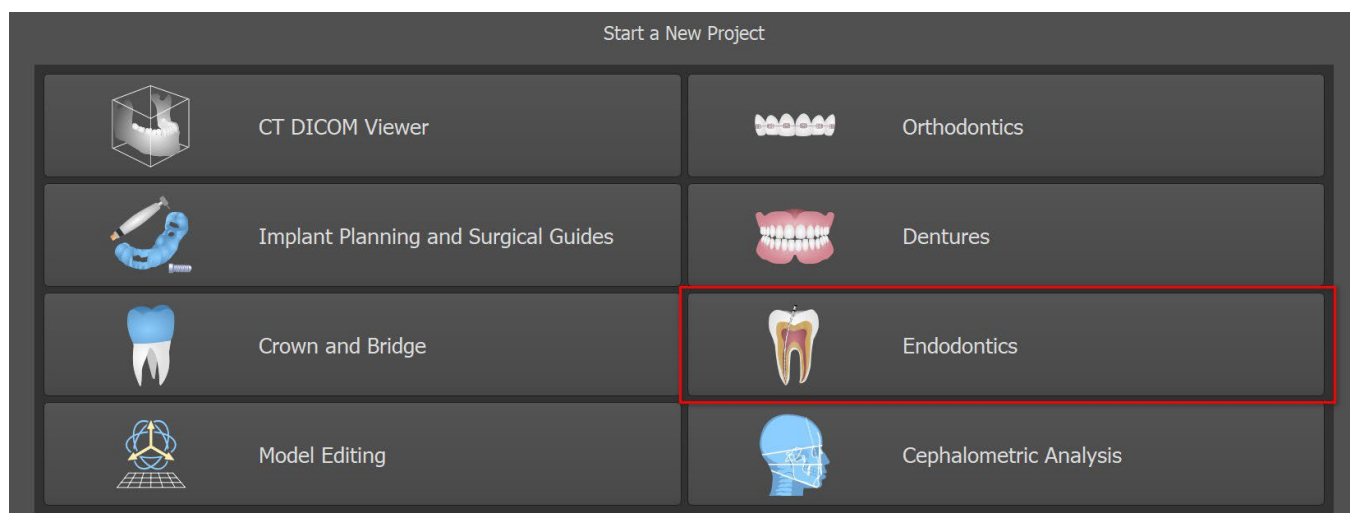 Start a New Project
CT DICOM Viewer
Orthodontics
Implant Planning and Surgical Guides
Dentures
Crown and Bridge
Endodontics
Model Editing
Cephalometric Analysis